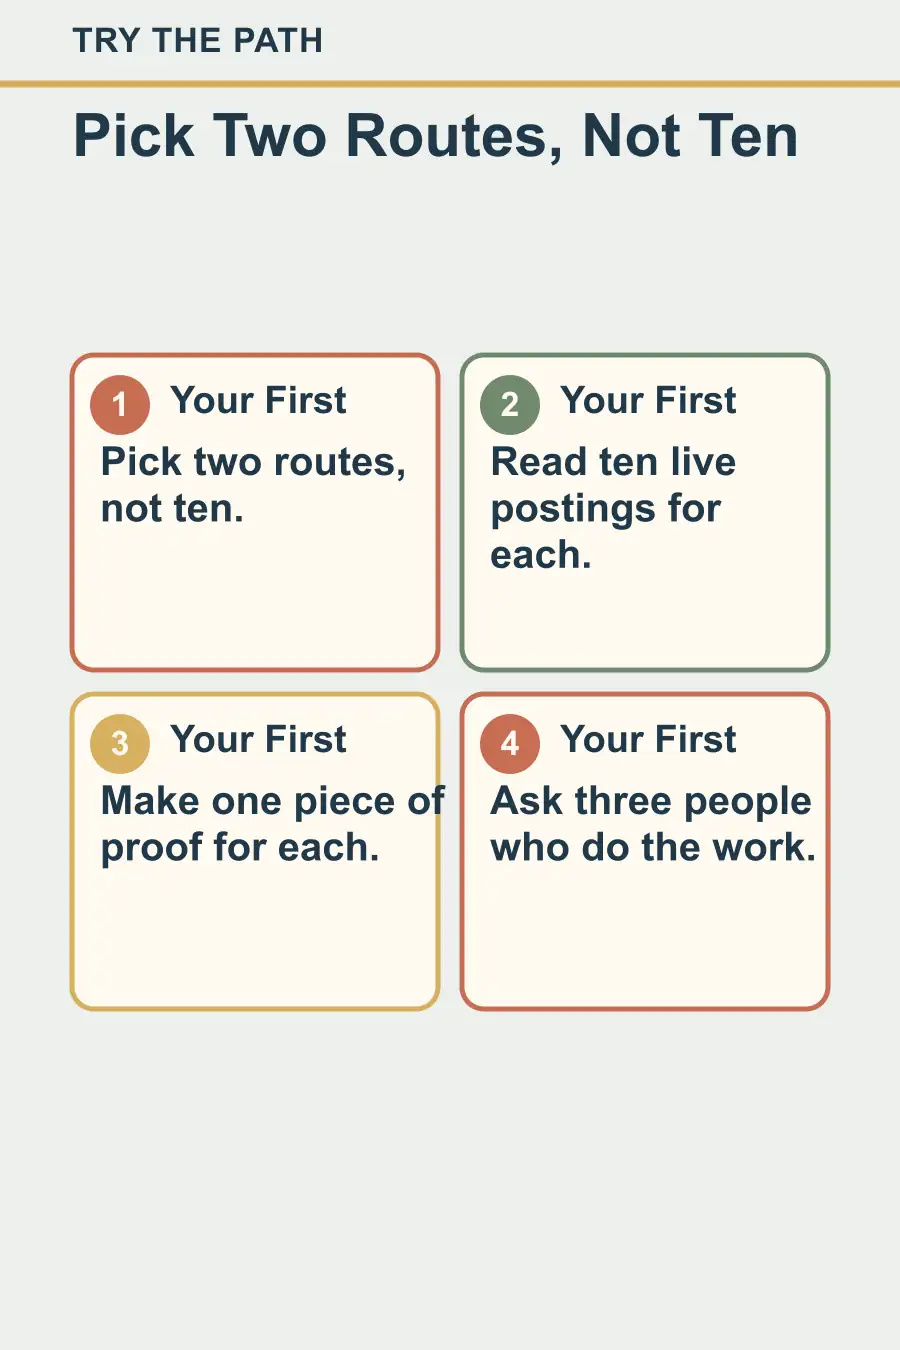 TRY THE PATH
Pick Two Routes, Not Ten
1 Your First
Pick two routes,
not ten.
2 Your First
Read ten live
postings for
each.
3 Your First
Make one piece of
proof for each.
4 Your First
Ask three people
who do the work.